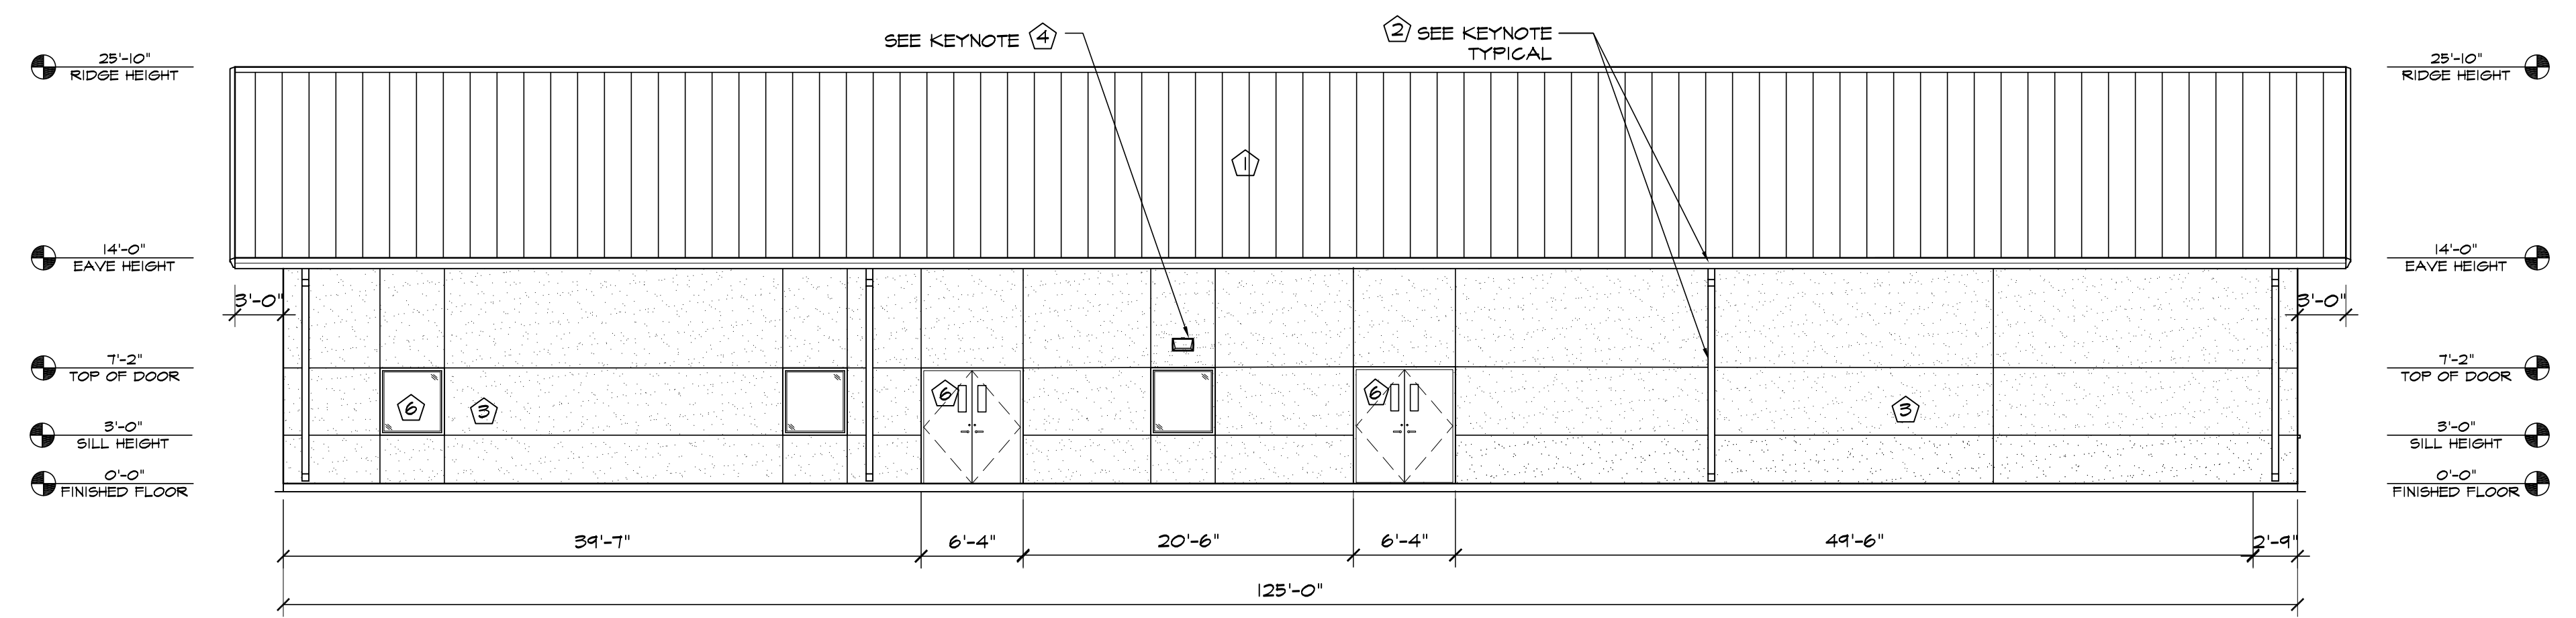 SEE KEYNOTE 4
2 SEE KEYNOTE
TYPICAL
25'-10"
RIDGE HEIGHT
25'-10"
RIDGE HEIGHT
1
14'-0"
EAVE HEIGHT
14'-0"
EAVE HEIGHT
3'-0"
3'-0"
7'-2"
TOP OF DOOR
7'-2"
TOP OF DOOR
6
3
6
6
3
3'-0"
SILL HEIGHT
3'-0"
SILL HEIGHT
0'-0"
FINISHED FLOOR
0'-0"
FINISHED FLOOR
39'-7"
6'-4"
20'-6"
6'-4"
49'-6"
2'-9"
125'-0"